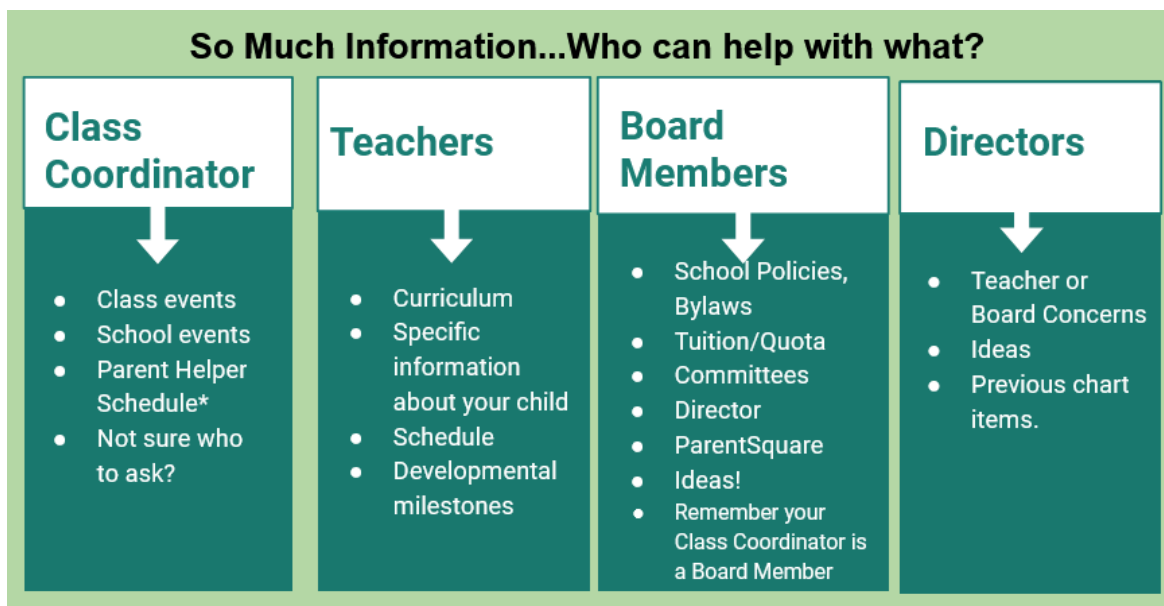 So Much Information...Who can help with what?
Class
Coordinator
● Class events
● School events
● Parent Helper
Schedule*
● Not sure who
to ask?
Teachers
● Curriculum
● Specific
information
about your child
● Schedule
● Developmental
milestones
Board
Members
● School Policies,
Bylaws
● Tuition/Quota
● Committees
● Director
● ParentSquare
● Ideas!
● Remember your
Class Coordinator is
a Board Member
Directors
● Teacher or
Board Concerns
● Ideas
● Previous chart
items.